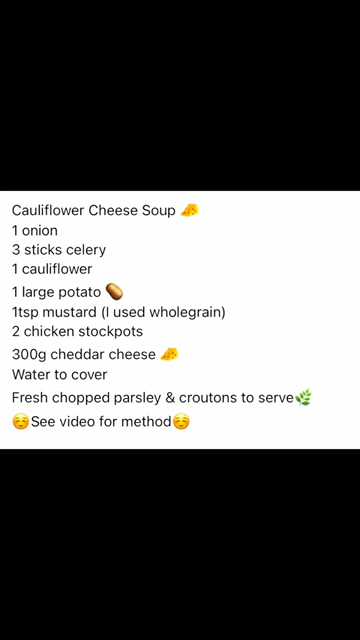 Cauliflower Cheese Soup 🧀
1 onion
3 sticks celery
1 cauliflower
1 large potato 🥔
1tsp mustard (I used wholegrain)
2 chicken stockpots
300g cheddar cheese 🧀
Water to cover
Fresh chopped parsley & croutons to serve🌿
☺️See video for method☺️